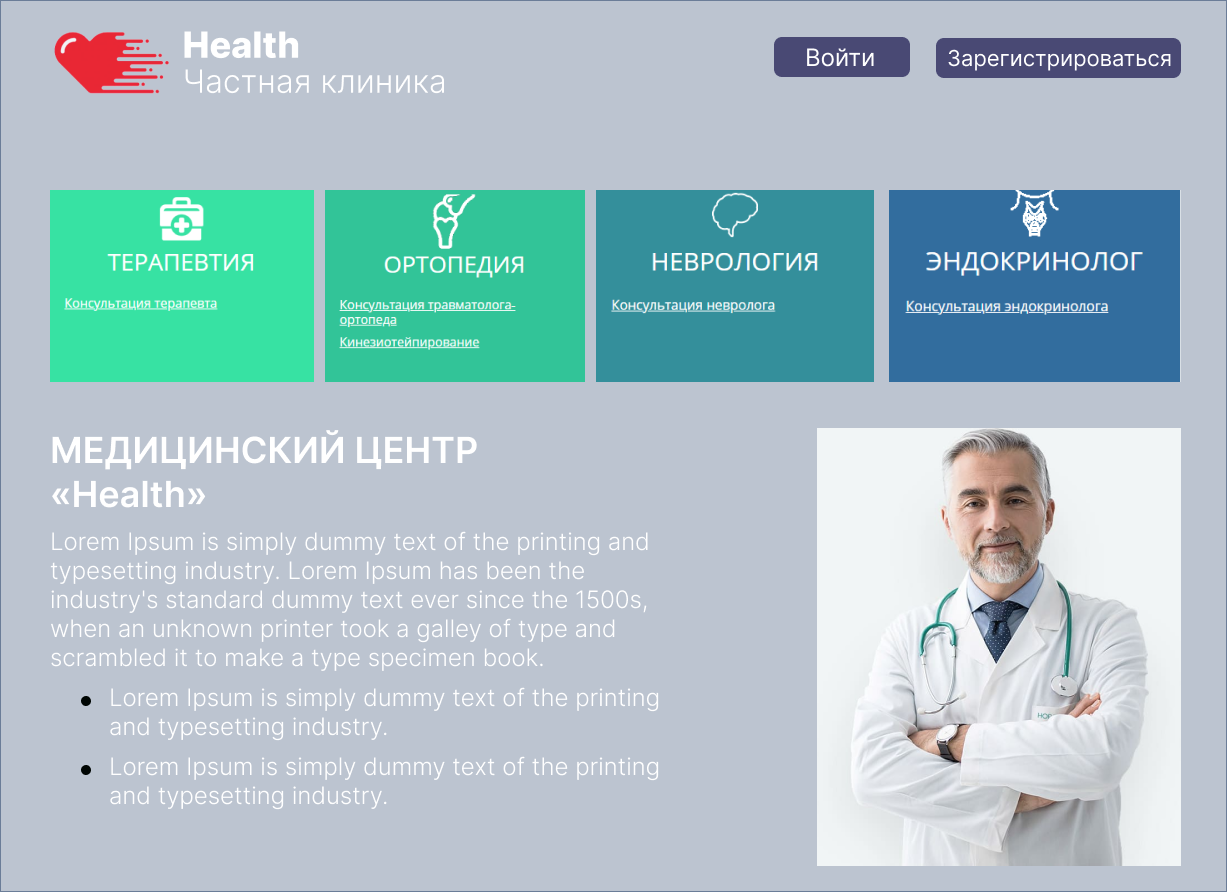 Health
Частная клиника
Войти
Зарегистрироваться
ТЕРАПЕВТИЯ
Консультация терапевта
ОРТОПЕДИЯ
Консультация травматолога-
ортопеда
Кинезиотейпирование
НЕВРОЛОГИЯ
Консультация невролога
ЭНДОКРИНОЛОГ
Консультация эндокринолога
МЕДИЦИНСКИЙ ЦЕНТР
«Health»
Lorem Ipsum is simply dummy text of the printing and
typesetting industry. Lorem Ipsum has been the
industry's standard dummy text ever since the 1500s,
when an unknown printer took a galley of type and
scrambled it to make a type specimen book.
Lorem Ipsum is simply dummy text of the printing
and typesetting industry.
Lorem Ipsum is simply dummy text of the printing
and typesetting industry.